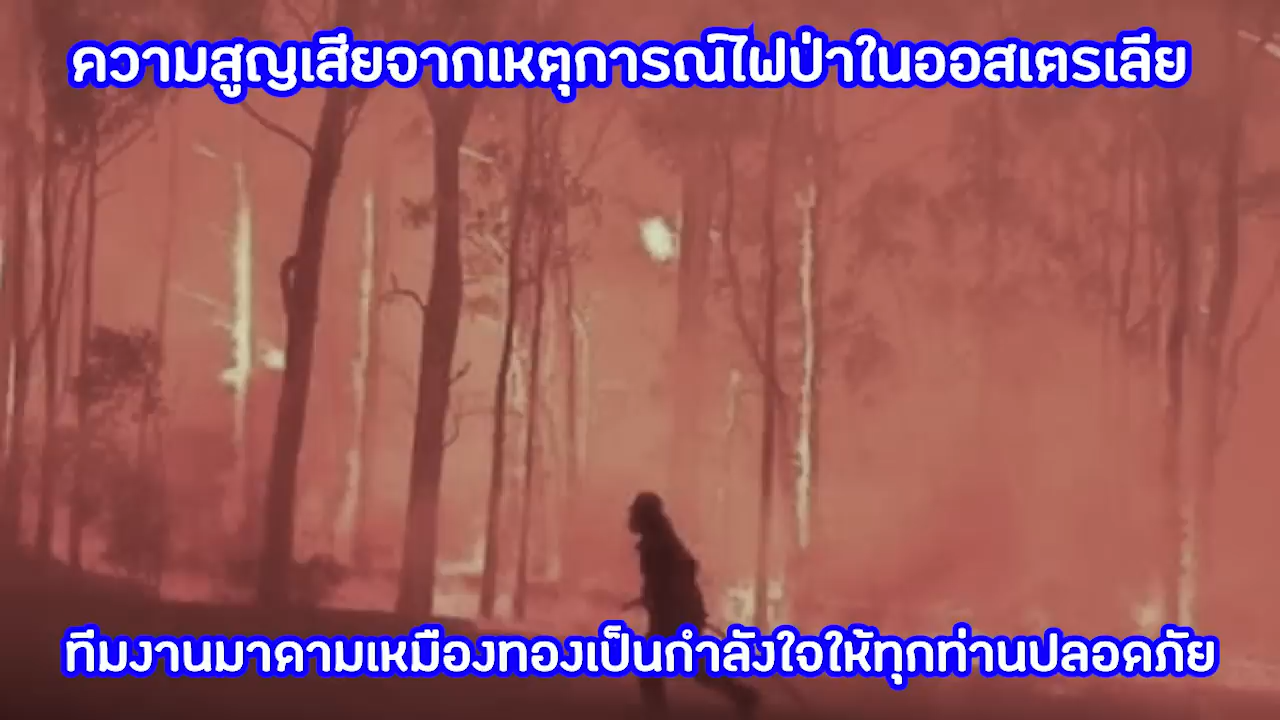 ความสูญเสียจากเหตุการณ์ไฟป่าในออสเตรเลีย
ทีมงานมาดามเหมืองทองเป็นกำลังใจให้ทุกท่านปลอดภัย